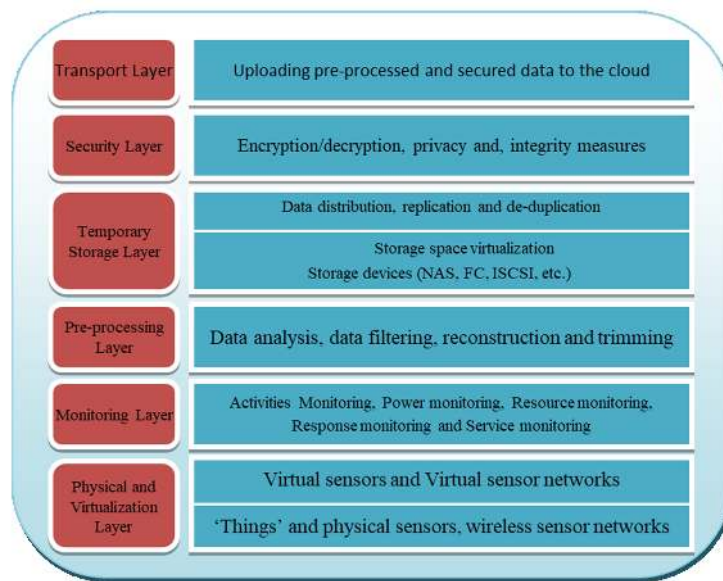 Transport Layer
Uploading pre-processed and secured data to the cloud
Security Layer
Encryption/decryption, privacy and, integrity measures
Temporary
Storage Layer
Data distribution, replication and de-duplication
Storage space virtualization
Storage devices (NAS, FC, ISCSI, etc.)
Pre-processing
Layer
Data analysis, data filtering, reconstruction and trimming
Monitoring Layer
Activities Monitoring, Power monitoring, Resource monitoring,
Response monitoring and Service monitoring
Physical and
Virtualization
Layer
Virtual sensors and Virtual sensor networks
‘Things’ and physical sensors, wireless sensor networks